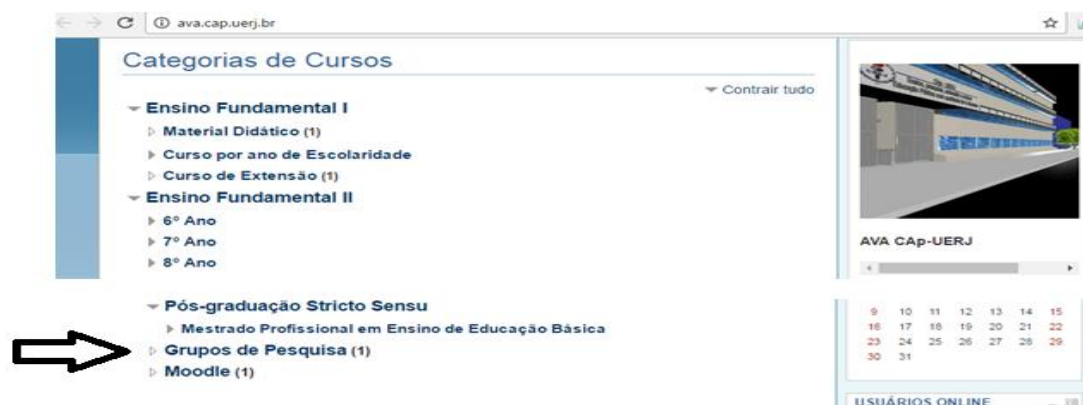 ava.cap.uerj.br
Categorias de Cursos
Contrair tudo
Ensino Fundamental I
Material Didático (1)
Curso por ano de Escolaridade
Curso de Extensão (1)
Ensino Fundamental II
6º Ano
7º Ano
8º Ano
AVA CAp-UERJ
Pós-graduação Stricto Sensu
Mestrado Profissional em Ensino de Educação Básica
Grupos de Pesquisa (1)
Moodle (1)
9 10 11 12 13 14 15
16 17 18 19 20 21 22
23 24 25 26 27 28 29
30 31
USUÁRIOS ONLINE